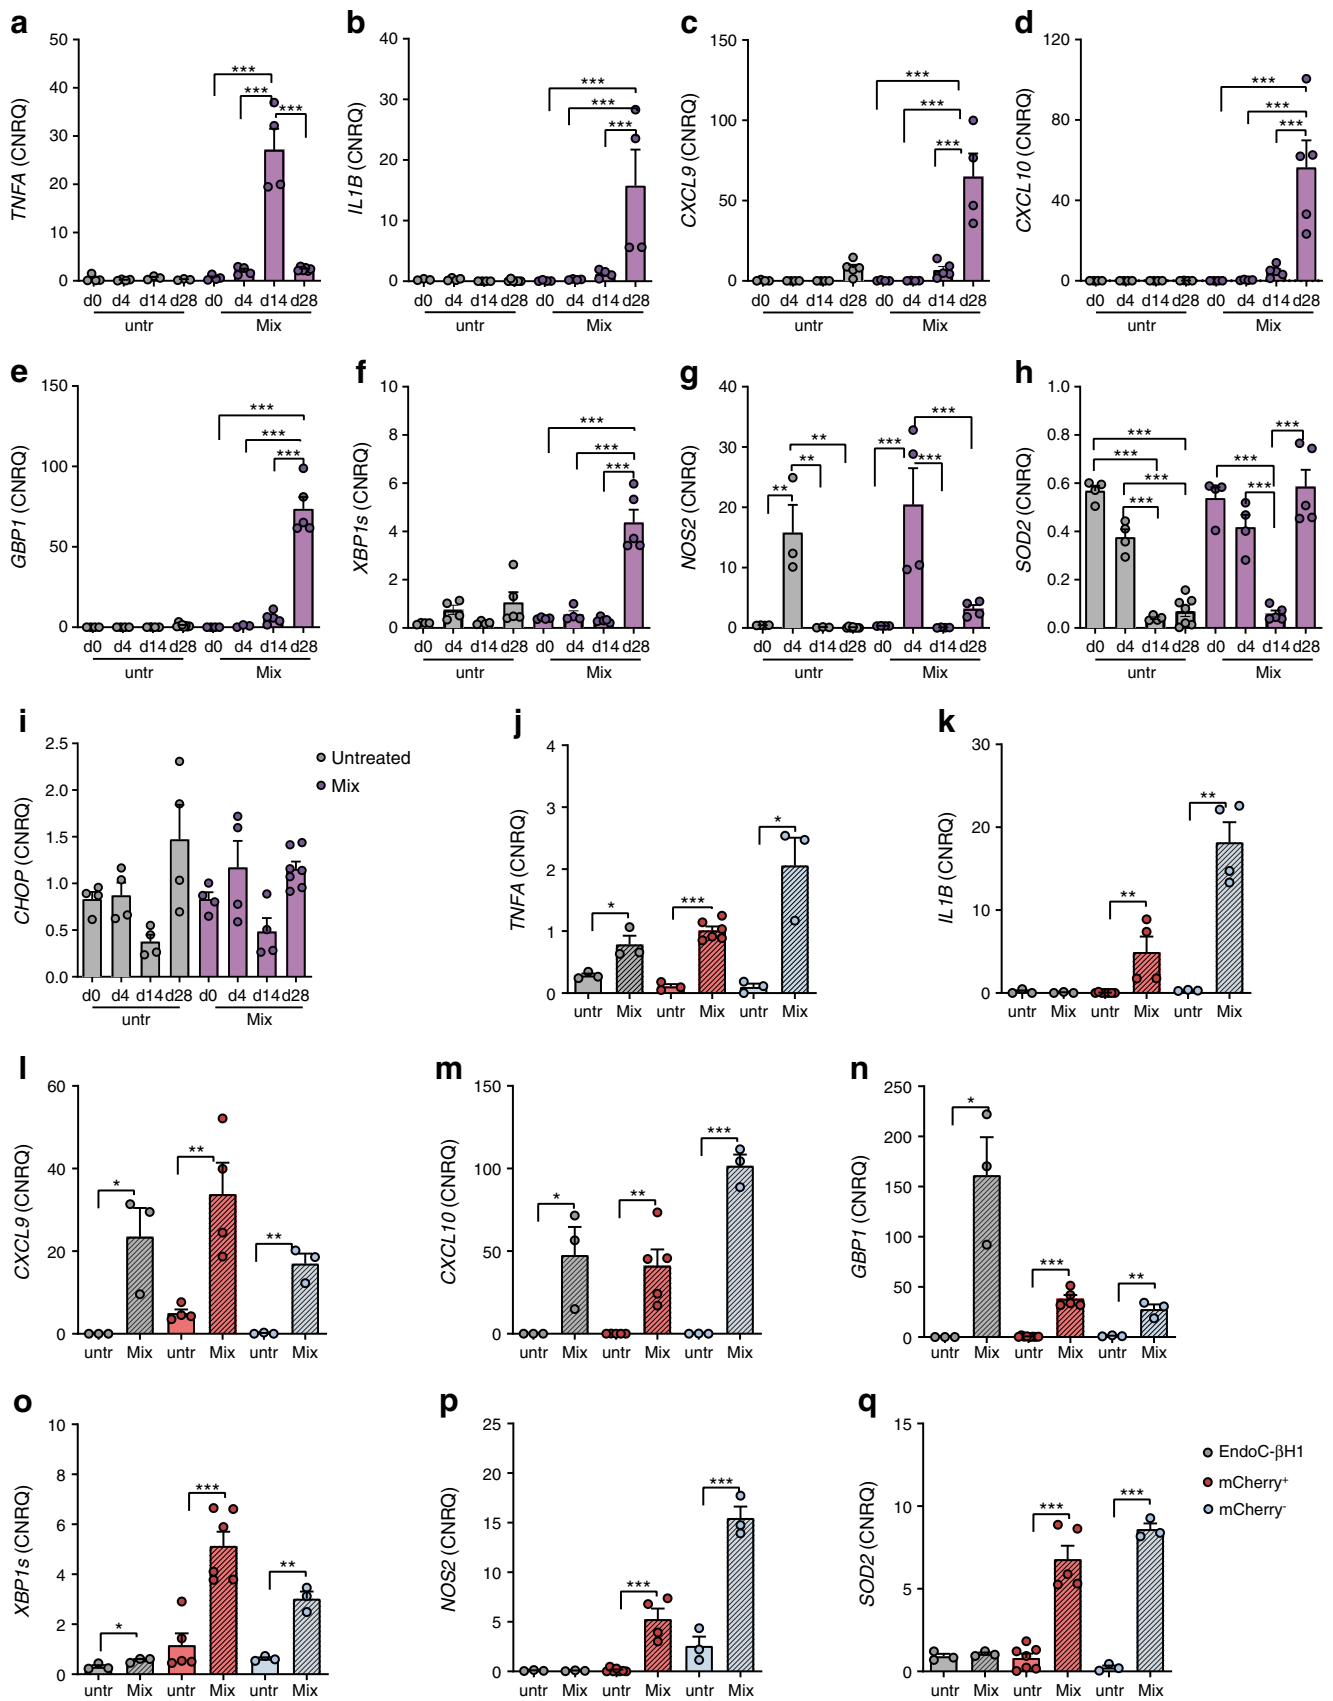 a
TNFA (CNRQ)
50
40
30
20
10
0
***
***
***
d0 d4 d14 d28 d0 d4 d14 d28
untr Mix
b
IL1B (CNRQ)
40
30
20
10
0
***
***
***
d0 d4 d14 d28 d0 d4 d14 d28
untr Mix
c
CXCL9 (CNRQ)
150
100
50
0
***
***
***
d0 d4 d14 d28 d0 d4 d14 d28
untr Mix
d
CXCL10 (CNRQ)
120
80
40
0
***
***
***
d0 d4 d14 d28 d0 d4 d14 d28
untr Mix
e
GBP1 (CNRQ)
150
100
50
0
***
***
***
d0 d4 d14 d28 d0 d4 d14 d28
untr Mix
f
XBP1s (CNRQ)
10
8
6
4
2
0
***
***
***
d0 d4 d14 d28 d0 d4 d14 d28
untr Mix
g
NOS2 (CNRQ)
40
30
20
10
0
***
** ***
** ***
**
d0 d4 d14 d28 d0 d4 d14 d28
untr Mix
h
SOD2 (CNRQ)
1.0
0.8
0.6
0.4
0.2
0.0
***
***
*** ***
*** ***
***
d0 d4 d14 d28 d0 d4 d14 d28
untr Mix
i
CHOP (CNRQ)
2.5
2.0
1.5
1.0
0.5
0.0
d0 d4 d14 d28 d0 d4 d14 d28
untr Mix
Untreated
Mix
j
TNFA (CNRQ)
4
3
2
1
0
* *** *
untr Mix untr Mix untr Mix
k
IL1B (CNRQ)
30
20
10
0
** **
untr Mix untr Mix untr Mix
l
CXCL9 (CNRQ)
60
40
20
0
* ** **
untr Mix untr Mix untr Mix
m
CXCL10 (CNRQ)
150
100
50
0
* ** ***
untr Mix untr Mix untr Mix
n
GBP1 (CNRQ)
250
200
150
100
50
0
* *** **
untr Mix untr Mix untr Mix
o
XBP1s (CNRQ)
10
8
6
4
2
0
* *** **
untr Mix untr Mix untr Mix
p
NOS2 (CNRQ)
25
20
15
10
5
0
*** ***
untr Mix untr Mix untr Mix
q
SOD2 (CNRQ)
15
10
5
0
*** ***
untr Mix untr Mix untr Mix
EndoC-βH1
mCherry⁺
mCherry⁻